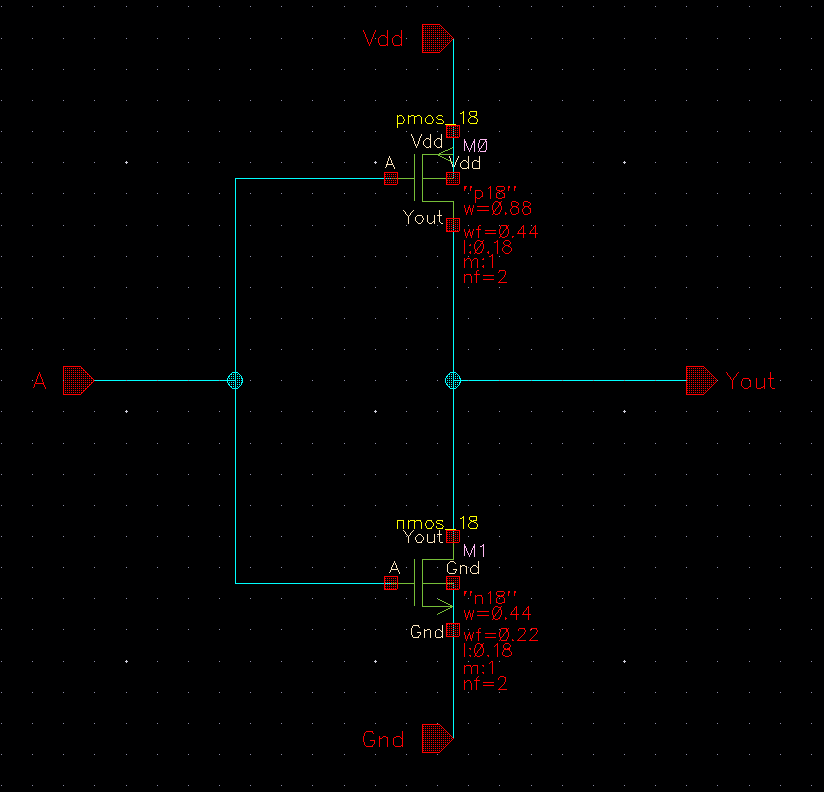 Vdd
pmos_18
Vdd
M0
A
Vdd
"p18"
w=0.88
Yout
wf=0.44
l:0.18
m:1
nf=2
A
Yout
nmos_18
Yout
M1
A
Gnd
"n18"
w=0.44
Gnd
wf=0.22
l:0.18
m:1
nf=2
Gnd